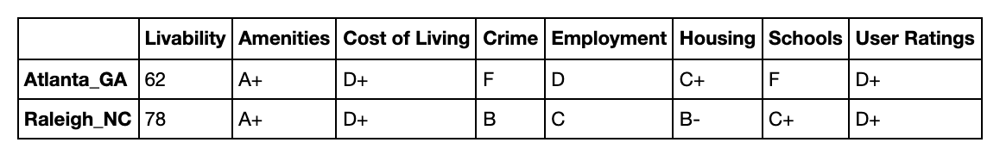 Livability Amenities Cost of Living Crime Employment Housing Schools User Ratings
Atlanta_GA 62 A+ D+ F D C+ F D+
Raleigh_NC 78 A+ D+ B C B- C+ D+